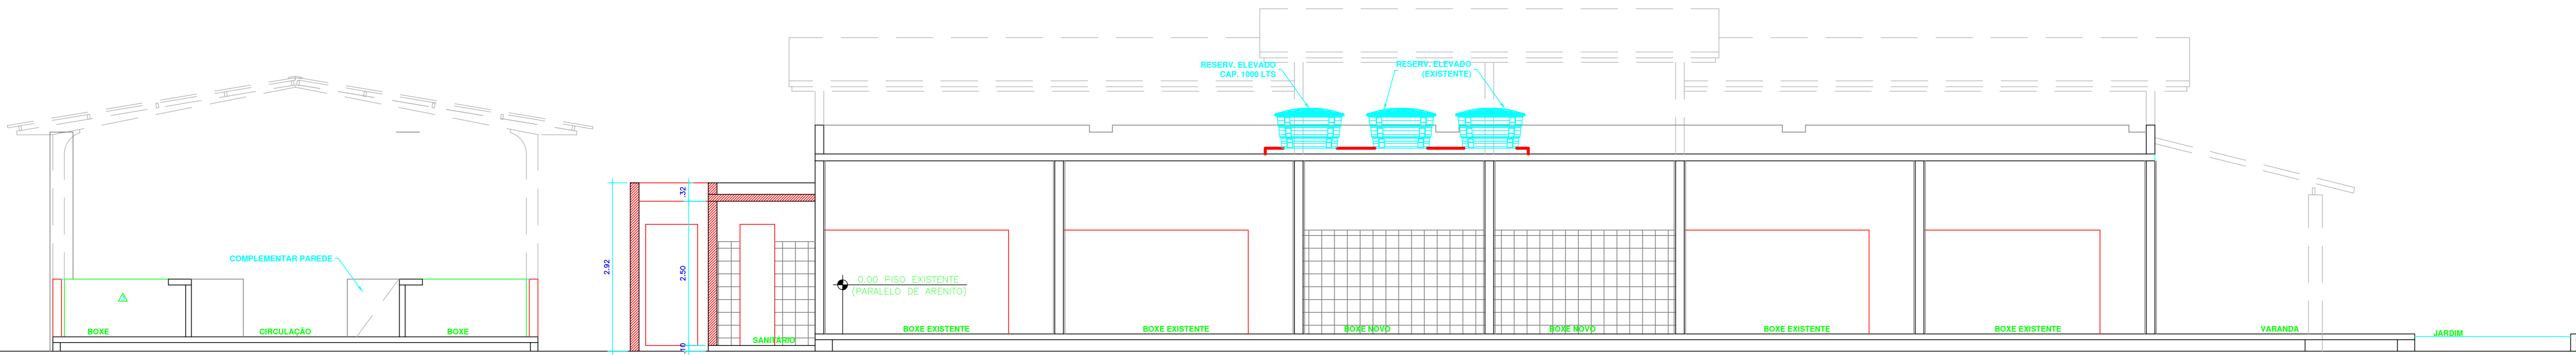 RESERV. ELEVADO
CAP. 1000 LTS
RESERV. ELEVADO
(EXISTENTE)
COMPLEMENTAR PAREDE
2.92
.32
2.50
.10
0.00 PISO EXISTENTE
(PARALELO DE ARENITO)
BOXE
CIRCULAÇÃO
BOXE
SANITÁRIO
BOXE EXISTENTE
BOXE EXISTENTE
BOXE NOVO
BOXE NOVO
BOXE EXISTENTE
BOXE EXISTENTE
VARANDA
JARDIM